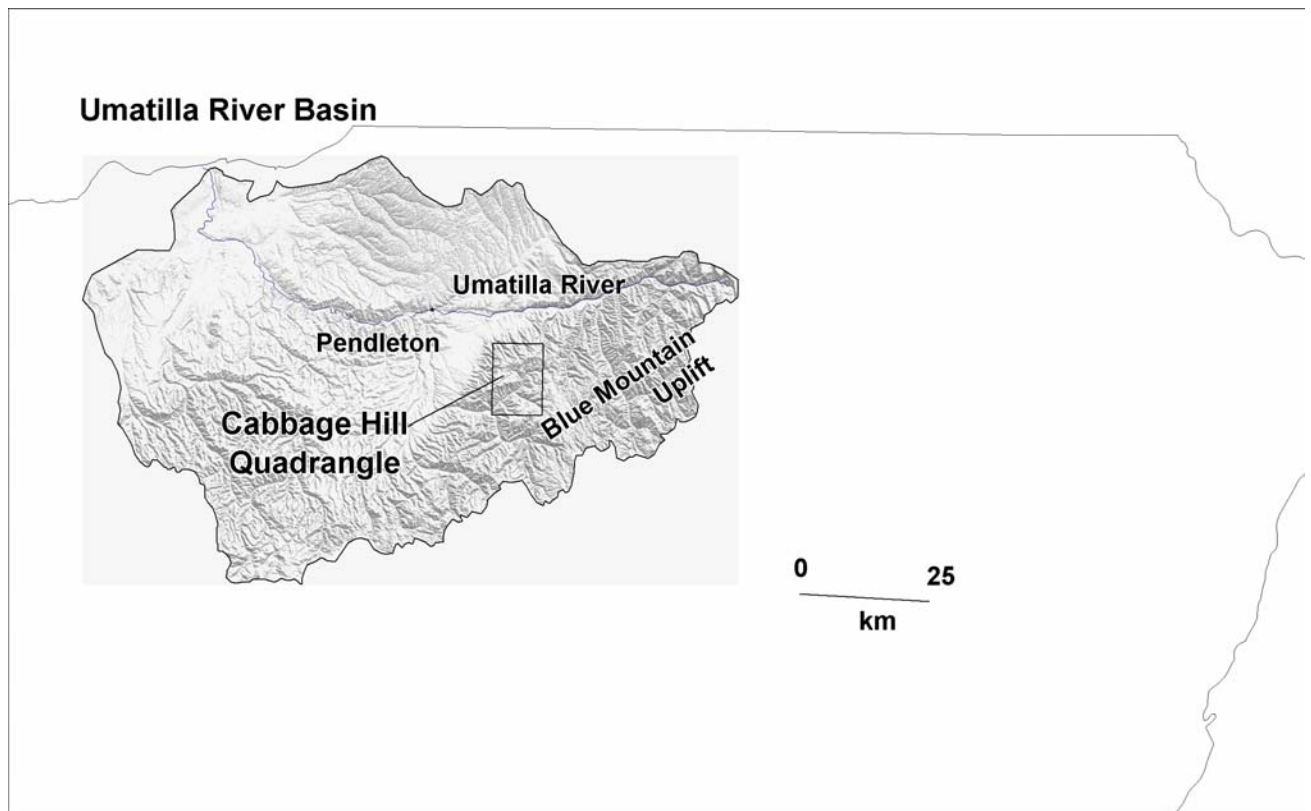 Umatilla River Basin
Umatilla River
Pendleton
Cabbage Hill
Quadrangle
Blue Mountain
Uplift
0 25
km